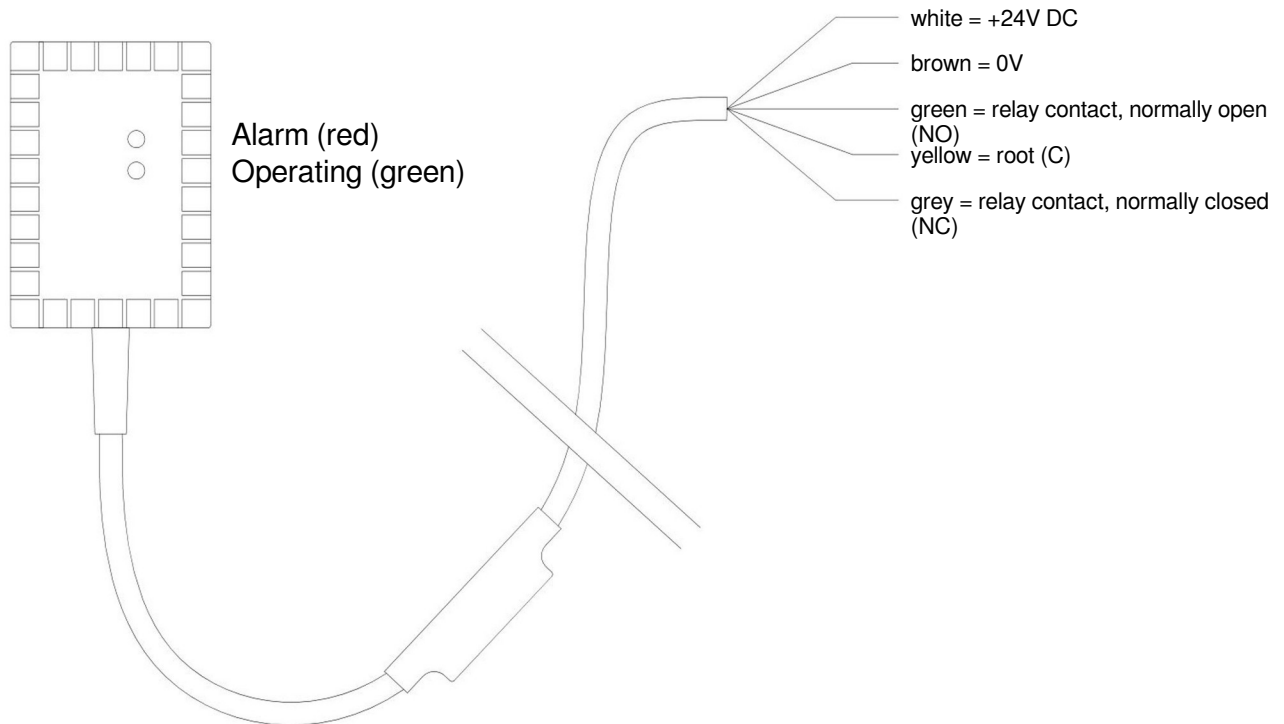 white = +24V DC
brown = 0V
green = relay contact, normally open
(NO)
yellow = root (C)
grey = relay contact, normally closed
(NC)
Alarm (red)
Operating (green)